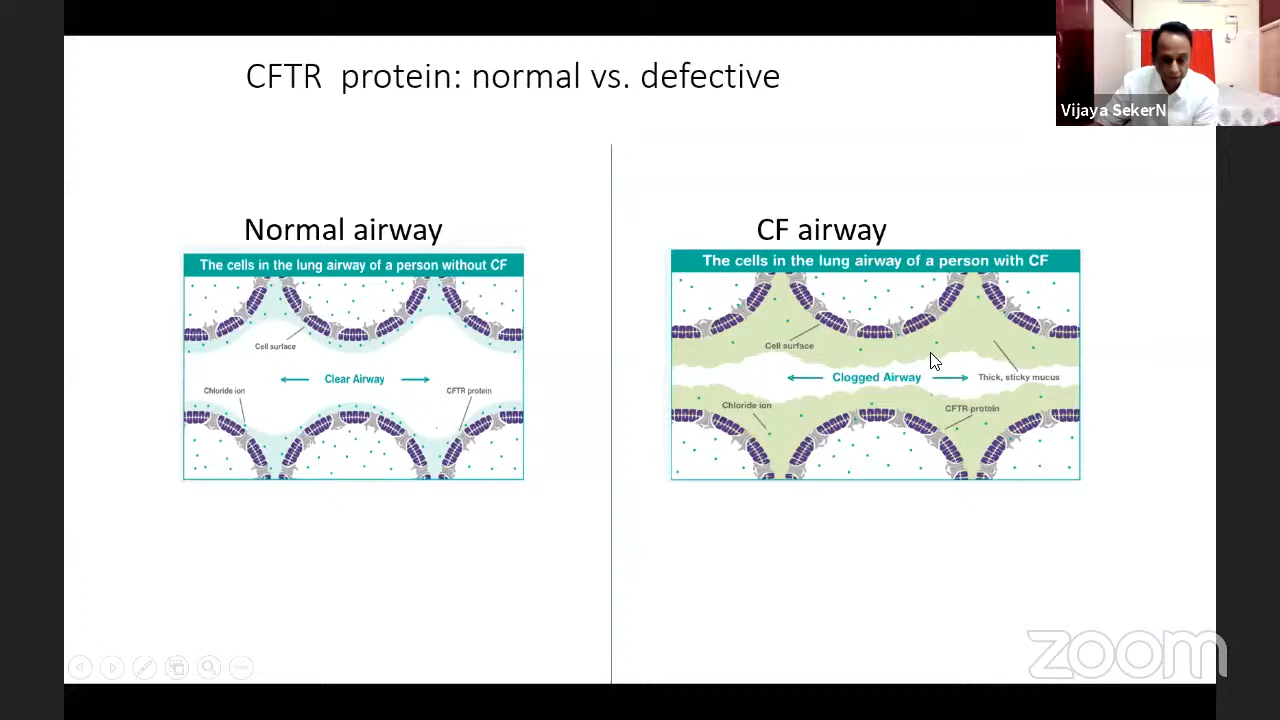 CFTR protein: normal vs. defective
Vijaya SekerN
Normal airway
The cells in the lung airway of a person without CF
Cell surface
Clear Airway
Chloride ion
CFTR protein
CF airway
The cells in the lung airway of a person with CF
Cell surface
Clogged Airway
Thick, sticky mucus
Chloride ion
CFTR protein
zoom